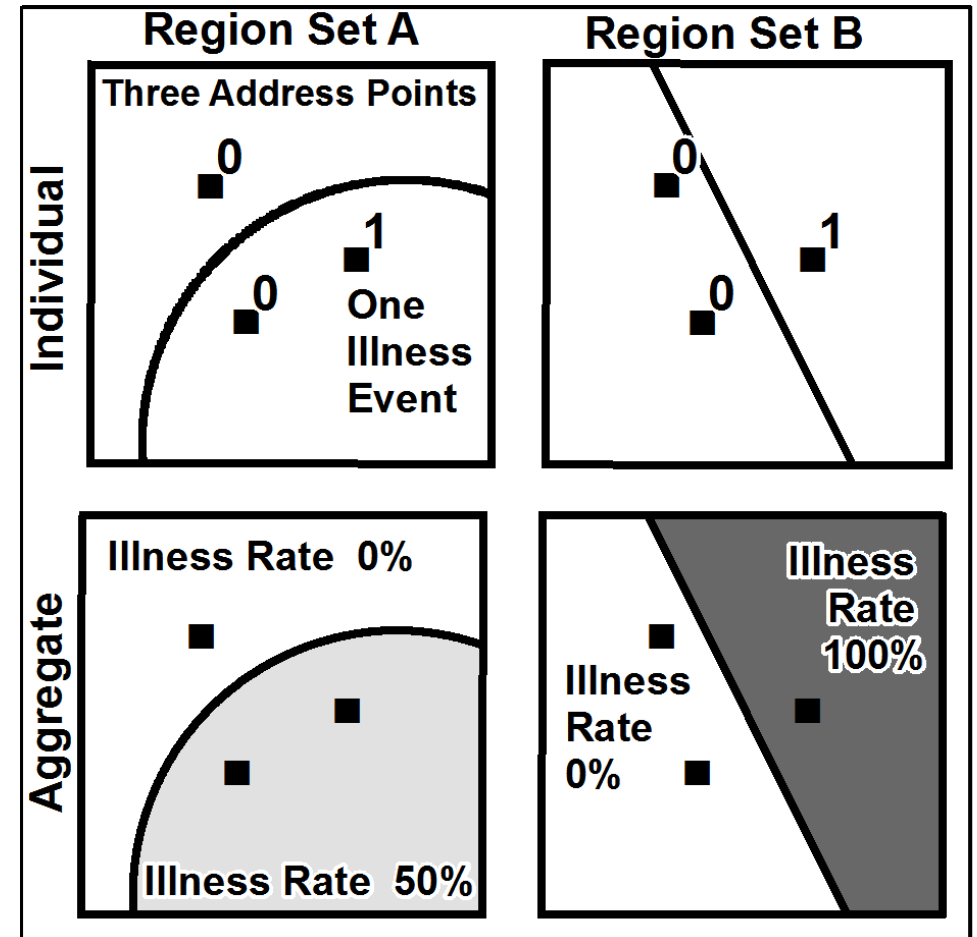 Region Set A
Region Set B
Individual
Three Address Points
0
1
0
One
Illness
Event
0
1
0
Aggregate
Illness Rate 0%
Illness Rate 50%
Illness
Rate
100%
Illness
Rate
0%